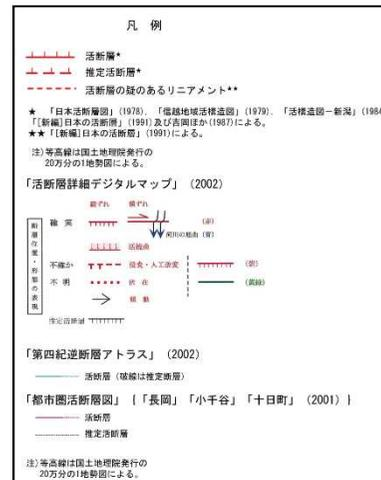 凡 例
活断層*
推定活断層*
活断層の疑のあるリニアメント**
★ 「日本活断層図」(1978)、「信越地域活構造図」(1979)、「活構造図－新潟」(1984
「[新編]日本の活断層」(1991)及び吉岡ほか(1987)による。
★★「[新編]日本の活断層」(1991)による。
注)等高線は国土地理院発行の
20万分の1地勢図による。
「活断層詳細デジタルマップ」(2002)
縦ずれ 横ずれ
断層位置・形態の表現
確実
(赤)
河川の屈曲(青)
活撓曲
不確か
侵食・人工改変
(紫)
不明
伏在
(黄緑)
傾動
推定活断層
「第四紀逆断層アトラス」(2002)
活断層(破線は推定断層)
「都市圏活断層図」{「長岡」「小千谷」「十日町」(2001)}
活断層
推定活断層
注)等高線は国土地理院発行の
20万分の1地勢図による。